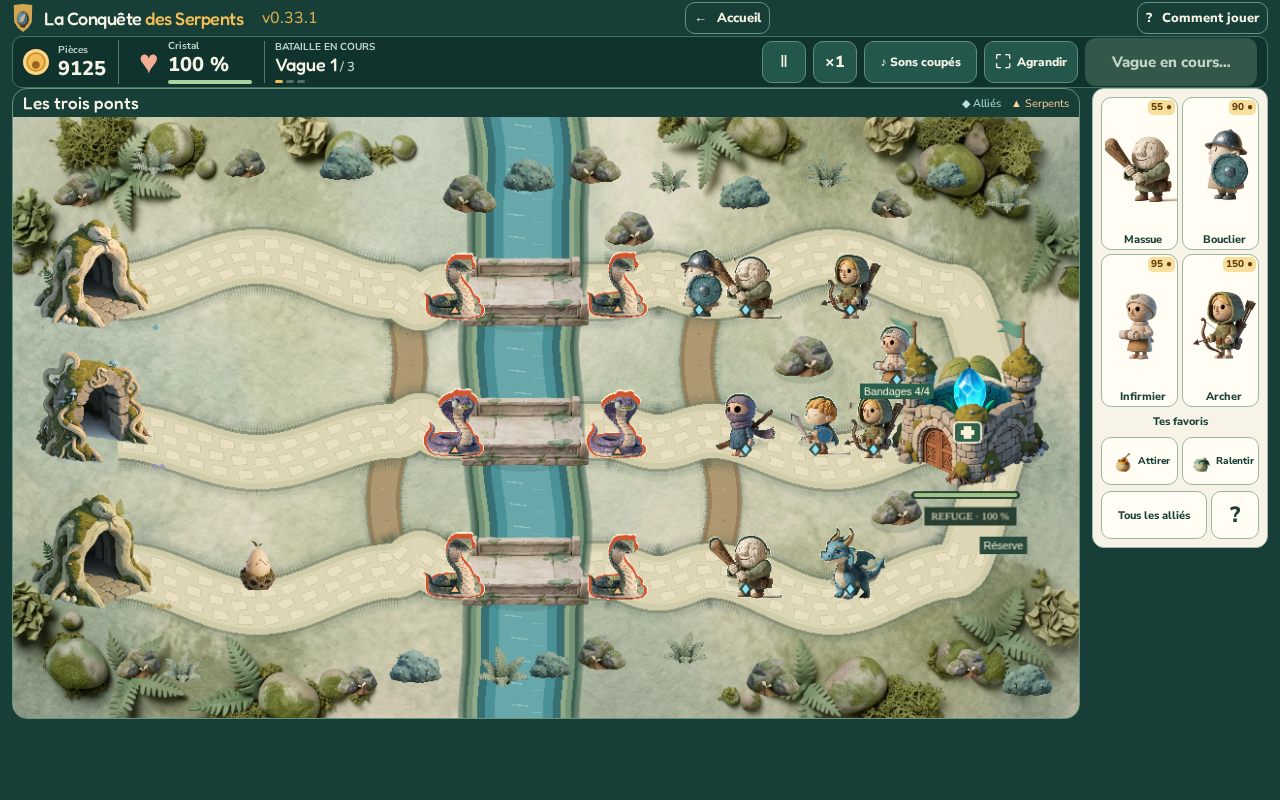 La Conquête des Serpents v0.33.1
← Accueil
? Comment jouer
Pièces
9125
Cristal
100 %
BATAILLE EN COURS
Vague 1 / 3
×1
♪ Sons coupés
Agrandir
Vague en cours...
Les trois ponts
◆ Alliés ▲ Serpents
Bandages 4/4
REFUGE · 100 %
Réserve
55 ●
Massue
90 ●
Bouclier
95 ●
Infirmier
150 ●
Archer
Tes favoris
Attirer
Ralentir
Tous les alliés
?